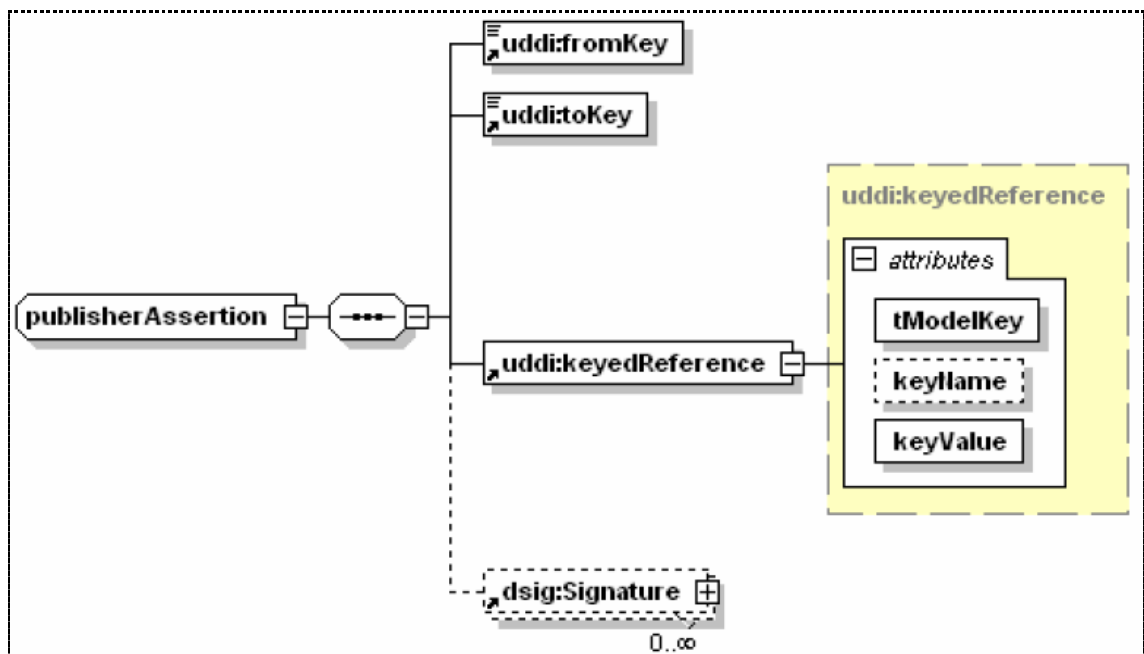 uddi:fromKey
uddi:toKey
uddi:keyedReference
attributes
publisherAssertion
tModelKey
uddi:keyedReference
keyName
keyValue
dsig:Signature
0..∞